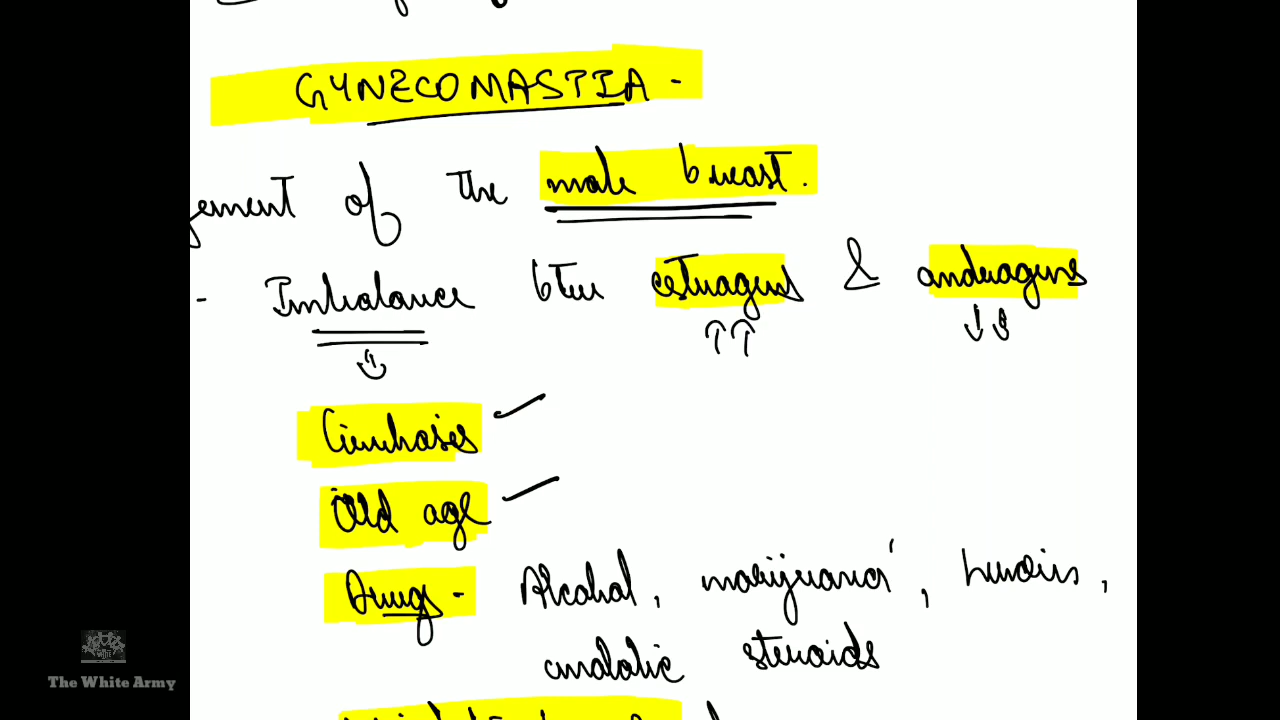 GYNECOMASTIA -
gement of the male breast.
- Imbalance btw estrogens & androgens
↑↑ ↓↓
Cirrhosis ✓
Old age ✓
Drugs - Alcohol, marijuana, heroin,
anabolic steroids
The White Army